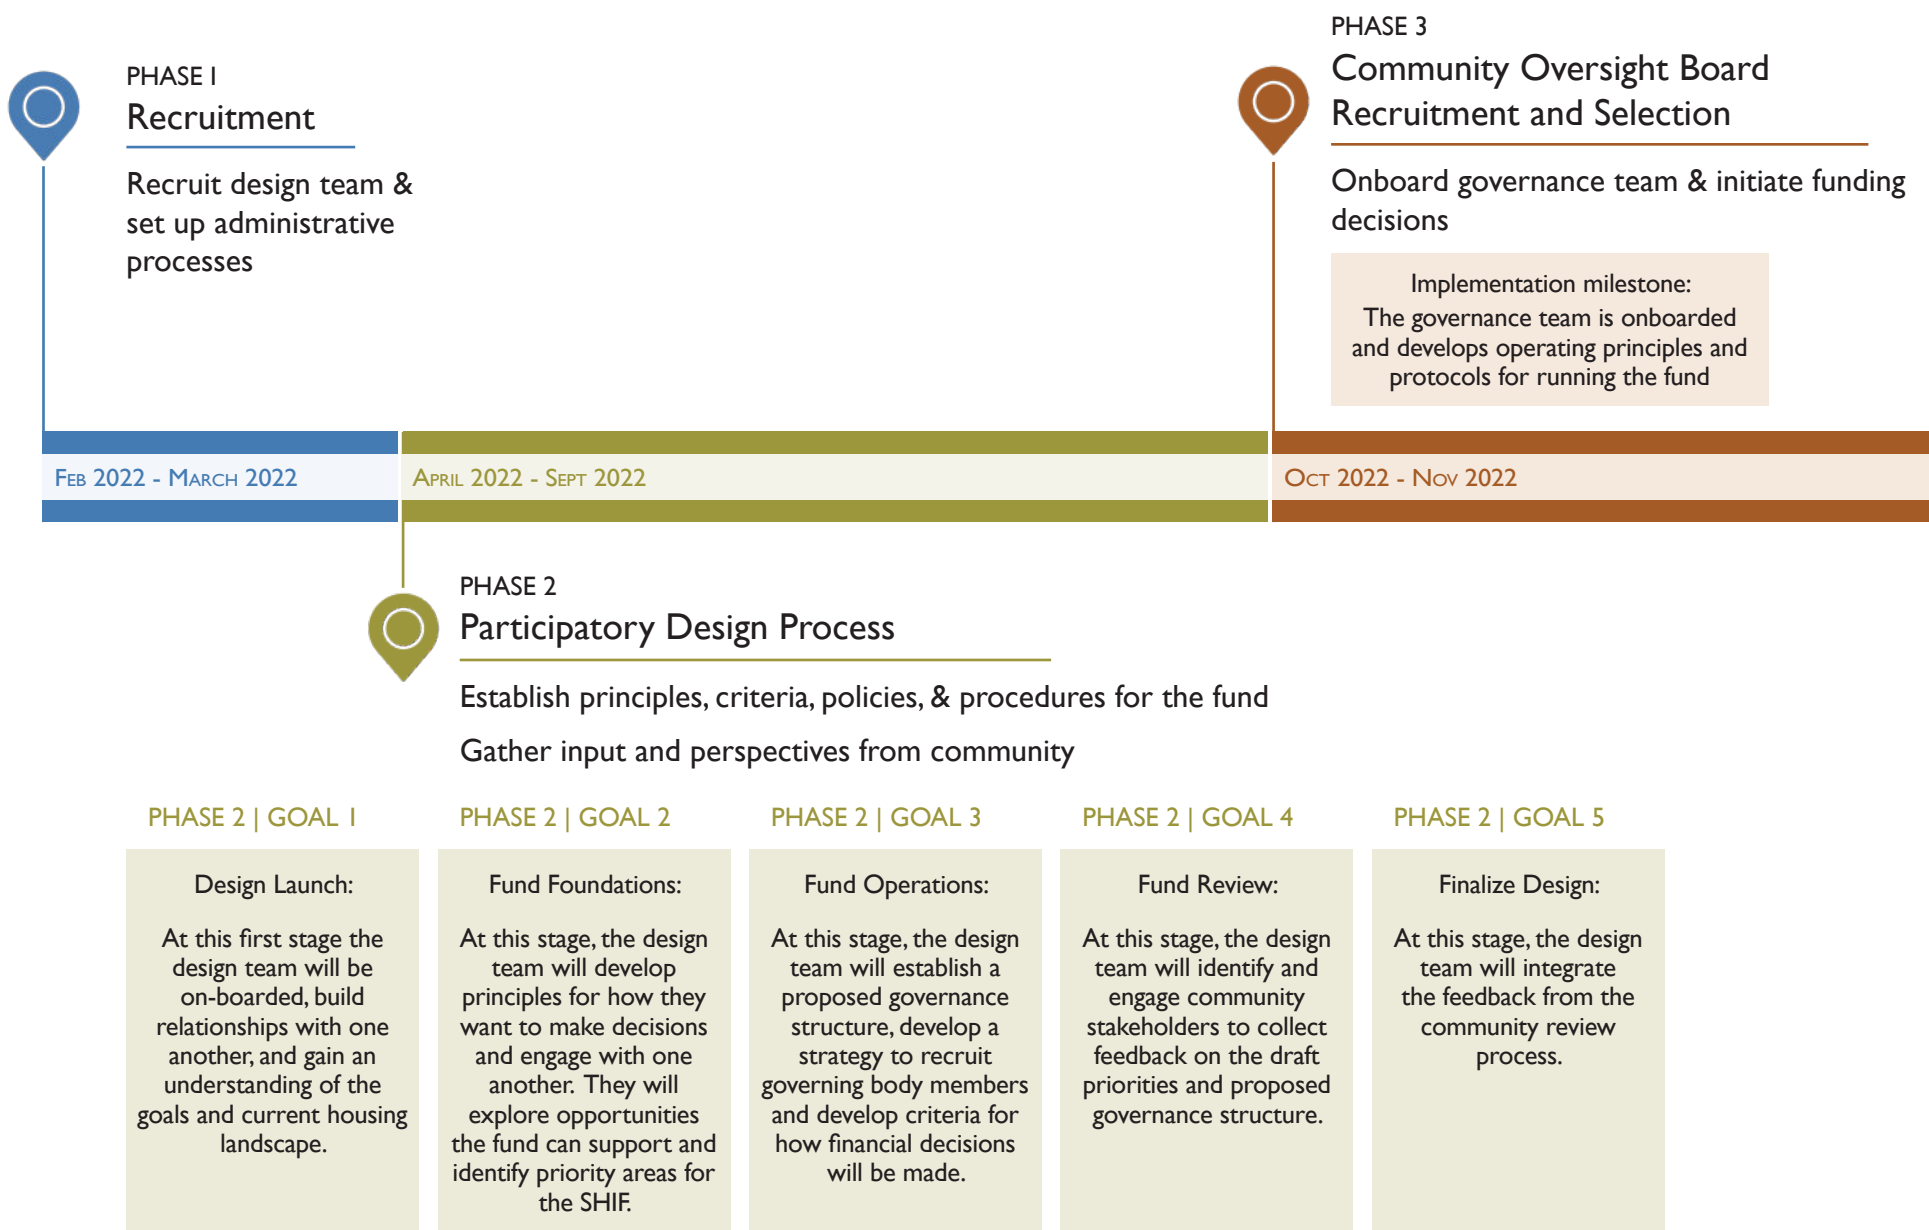 PHASE 1
Recruitment
Recruit design team &
set up administrative
processes
PHASE 3
Community Oversight Board
Recruitment and Selection
Onboard governance team & initiate funding
decisions
Implementation milestone:
The governance team is onboarded
and develops operating principles and
protocols for running the fund
Feb 2022 - March 2022
April 2022 - Sept 2022
Oct 2022 - Nov 2022
PHASE 2
Participatory Design Process
Establish principles, criteria, policies, & procedures for the fund
Gather input and perspectives from community
PHASE 2 | GOAL 1
Design Launch:
At this first stage the
design team will be
on-boarded, build
relationships with one
another, and gain an
understanding of the
goals and current housing
landscape.
PHASE 2 | GOAL 2
Fund Foundations:
At this stage, the design
team will develop
principles for how they
want to make decisions
and engage with one
another. They will
explore opportunities
the fund can support and
identify priority areas for
the SHIF.
PHASE 2 | GOAL 3
Fund Operations:
At this stage, the design
team will establish a
proposed governance
structure, develop a
strategy to recruit
governing body members
and develop criteria for
how financial decisions
will be made.
PHASE 2 | GOAL 4
Fund Review:
At this stage, the design
team will identify and
engage community
stakeholders to collect
feedback on the draft
priorities and proposed
governance structure.
PHASE 2 | GOAL 5
Finalize Design:
At this stage, the design
team will integrate
the feedback from the
community review
process.